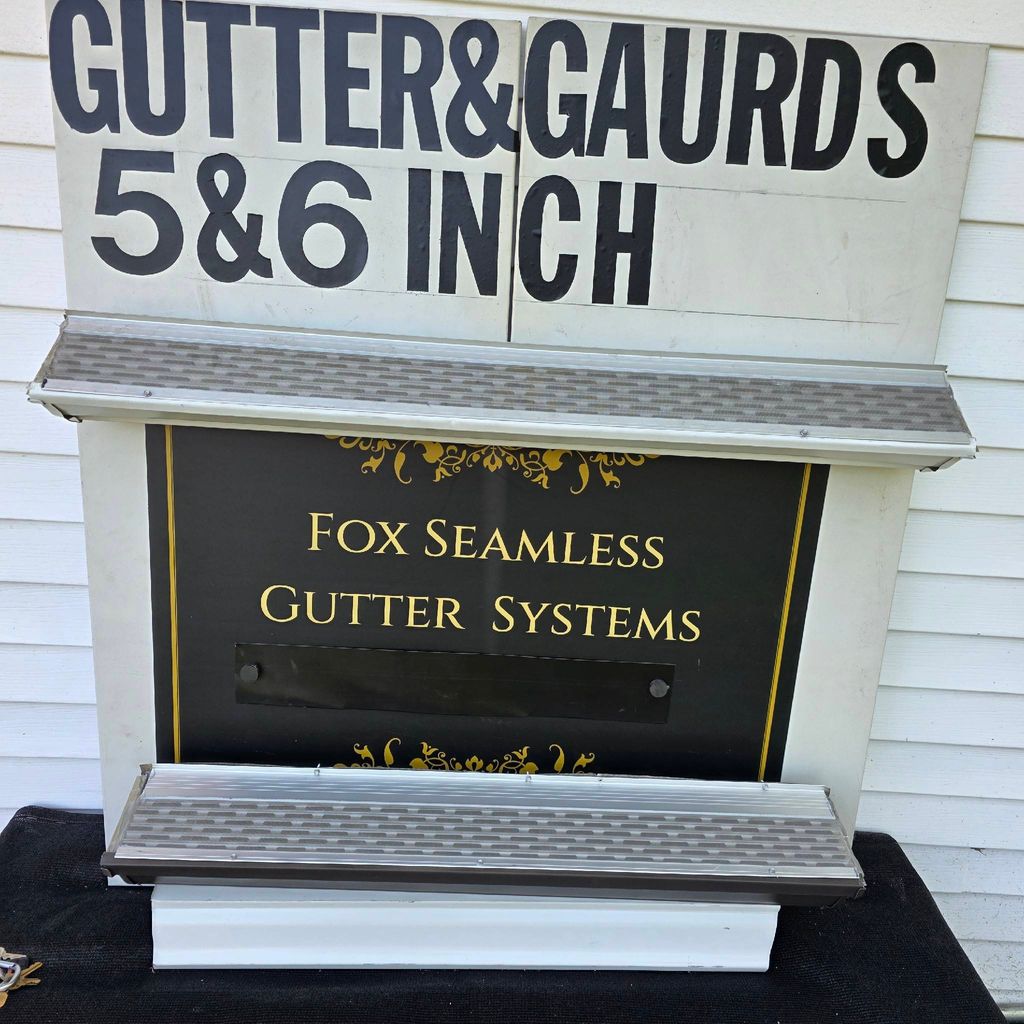 GUTTER&GAURDS
5&6 INCH
FOX SEAMLESS
GUTTER SYSTEMS